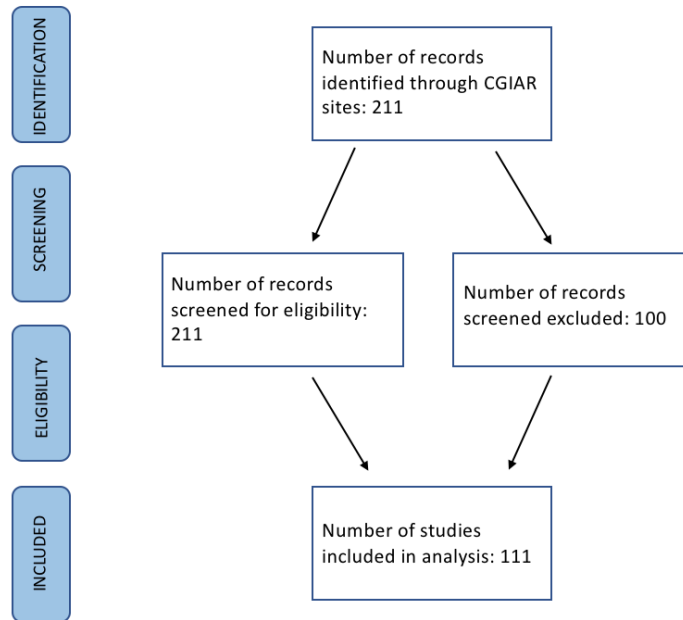 IDENTIFICATION
Number of records
identified through CGIAR
sites: 211
SCREENING
Number of records
screened for eligibility:
211
Number of records
screened excluded: 100
ELIGIBILITY
INCLUDED
Number of studies
included in analysis: 111